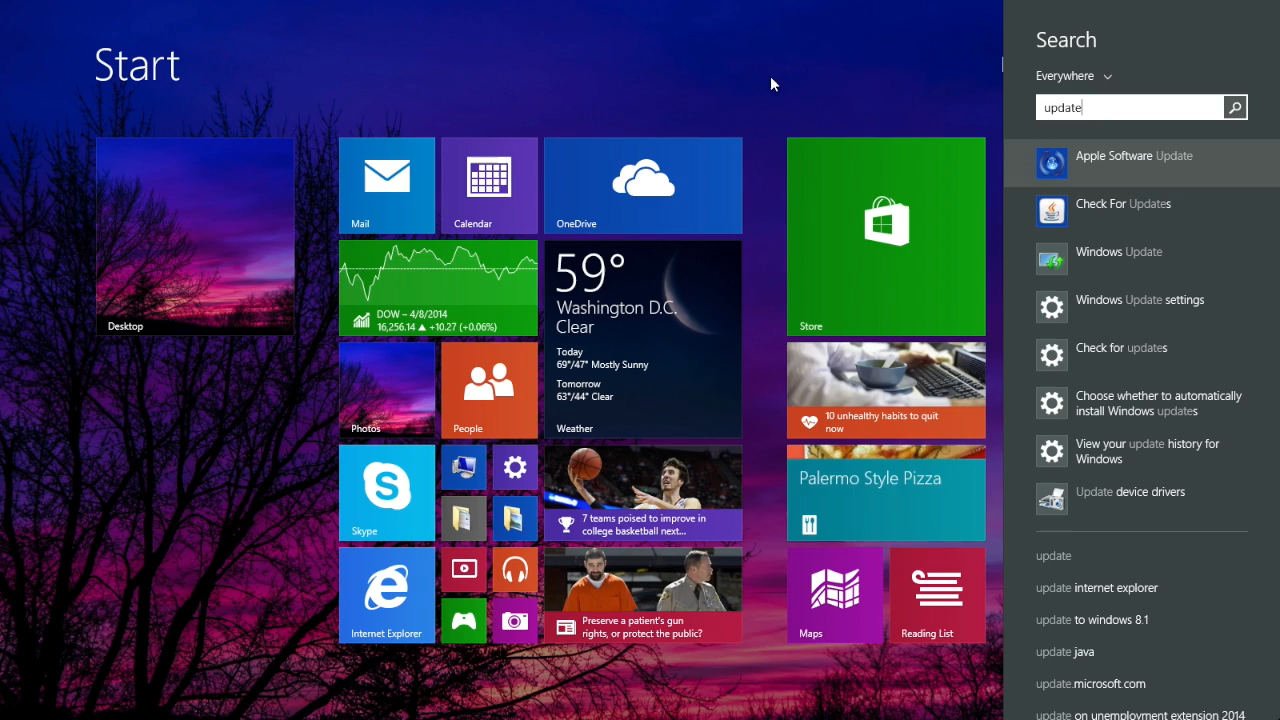 Start
Desktop
Mail
Calendar
OneDrive
DOW – 4/8/2014
16,256.14 ▲ +10.27 (+0.06%)
59°
Washington D.C.
Clear
Today
69°/47° Mostly Sunny
Tomorrow
63°/44° Clear
Weather
Photos
People
Skype
7 teams poised to improve in
college basketball next...
Internet Explorer
Preserve a patient's gun
rights, or protect the public?
Store
10 unhealthy habits to quit
now
Palermo Style Pizza
Maps
Reading List
Search
Everywhere
update
Apple Software Update
Check For Updates
Windows Update
Windows Update settings
Check for updates
Choose whether to automatically
install Windows updates
View your update history for
Windows
Update device drivers
update
update internet explorer
update to windows 8.1
update java
update.microsoft.com
update on unemployment extension 2014